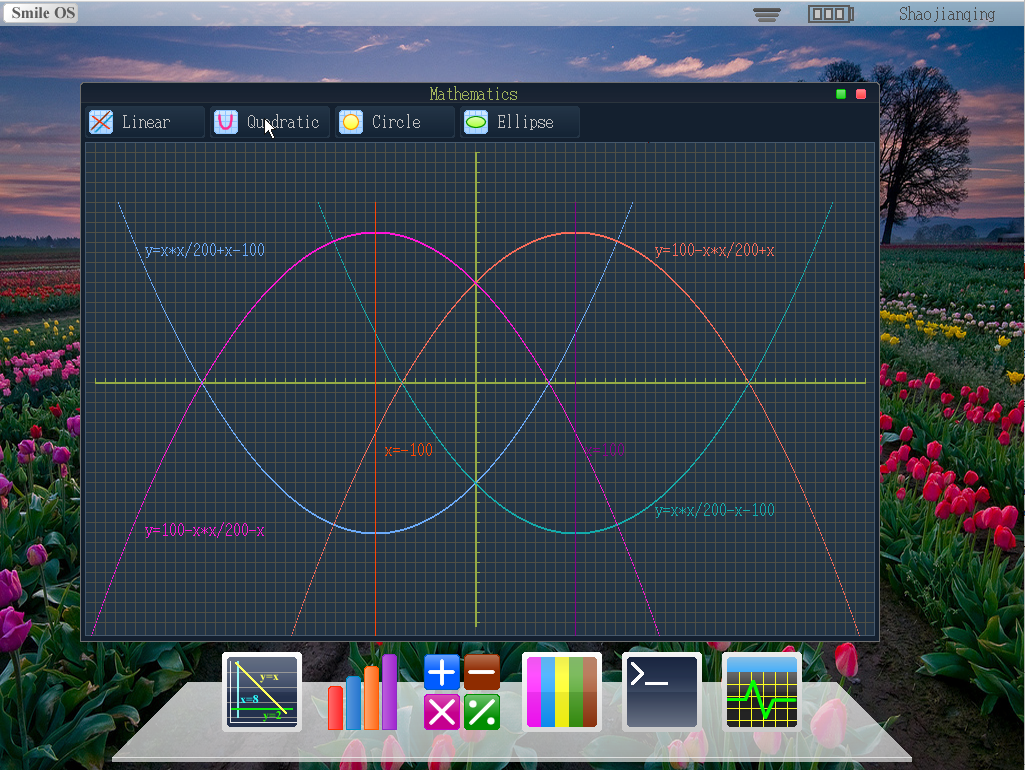 Smile OS
Shaojianqing
Mathematics
Linear
Quadratic
Circle
Ellipse
y=x*x/200+x-100
y=100-x*x/200+x
x=-100
y=x*x/200-x-100
y=100-x*x/200-x
y=x
x=8
y=2